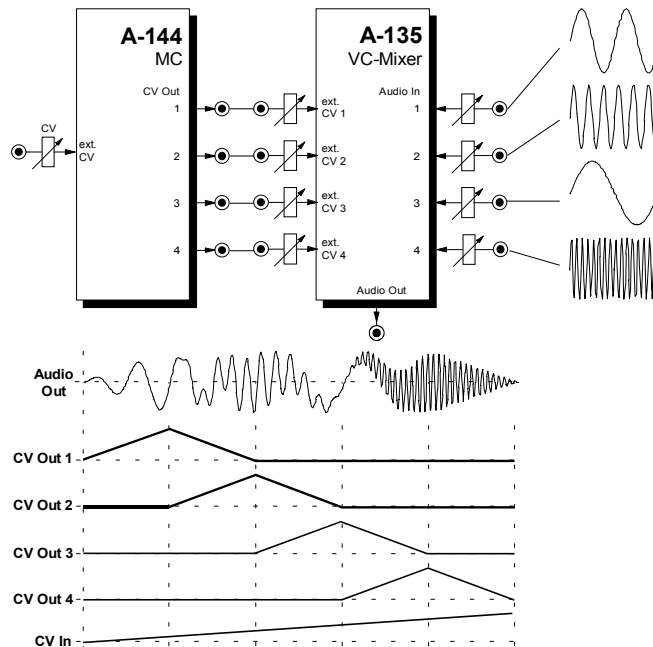 A-144
MC
CV Out
1
2
3
4
CV
ext.
CV
A-135
VC-Mixer
Audio In
ext.
CV 1
1
ext.
CV 2
2
ext.
CV 3
3
ext.
CV 4
4
Audio Out
Audio
Out
CV Out 1
CV Out 2
CV Out 3
CV Out 4
CV In